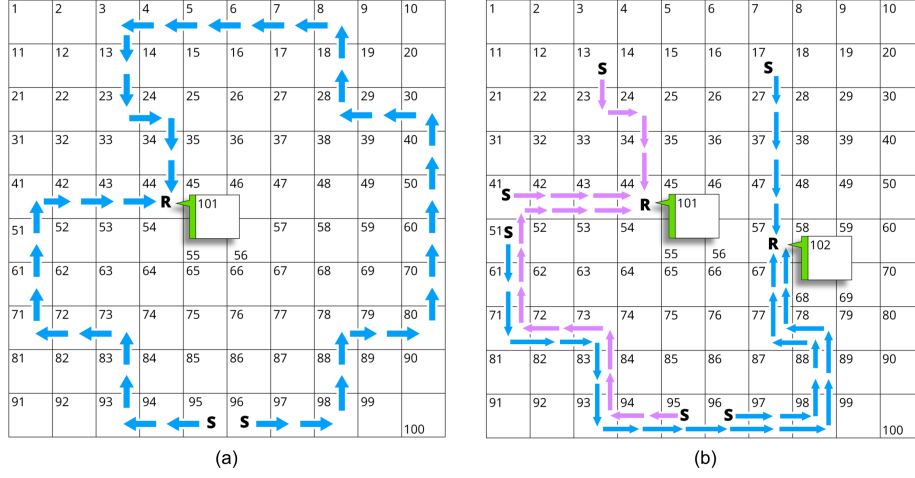 1 2 3 4 5 6 7 8 9 10
11 12 13 14 15 16 17 18 19 20
21 22 23 24 25 26 27 28 29 30
31 32 33 34 35 36 37 38 39 40
41 42 43 44 45 46 47 48 49 50
R 101
51 52 53 54 57 58 59 60
55 56
61 62 63 64 65 66 67 68 69 70
71 72 73 74 75 76 77 78 79 80
81 82 83 84 85 86 87 88 89 90
91 92 93 94 95 96 97 98 99
S S
100
(a)
1 2 3 4 5 6 7 8 9 10
11 12 13 14 15 16 17 18 19 20
S S
21 22 23 24 25 26 27 28 29 30
31 32 33 34 35 36 37 38 39 40
41 42 43 44 45 46 47 48 49 50
S R 101
51 52 53 54 57 58 59 60
S R 102
55 56
61 62 63 64 65 66 67 70
68 69
71 72 73 74 75 76 77 78 79 80
81 82 83 84 85 86 87 88 89 90
91 92 93 94 95 96 97 98 99
S S
100
(b)